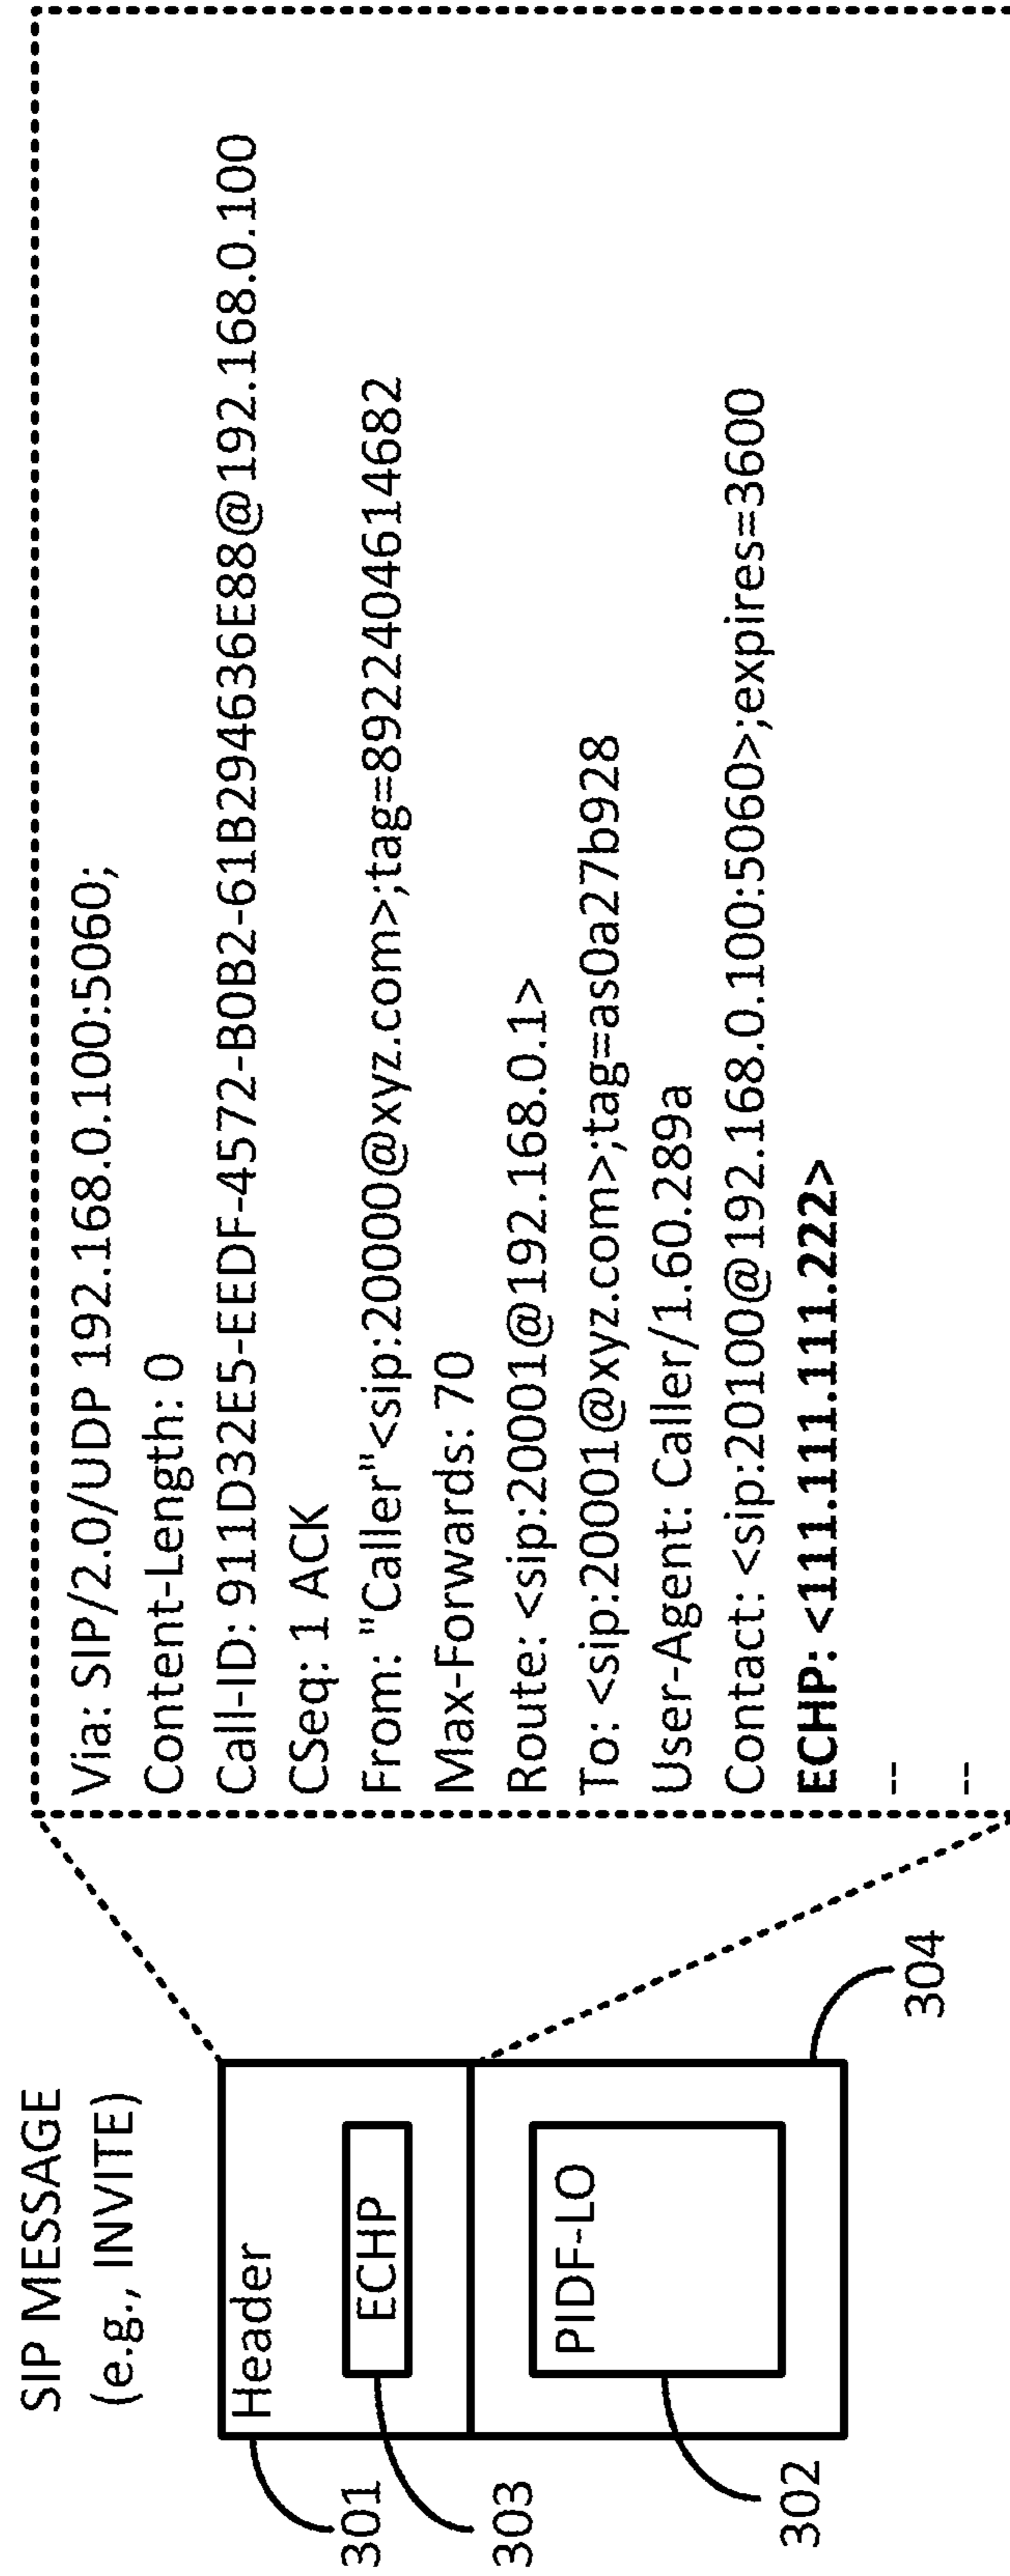 SIP MESSAGE
(e.g., INVITE)
301
Header
303
ECHP
302
PIDF-LO
304
Via: SIP/2.0/UDP 192.168.0.100:5060;
Content-Length: 0
Call-ID: 911D32E5-EEDF-4572-B0B2-61B294636E88@192.168.0.100
CSeq: 1 ACK
From: "Caller"<sip:20000@xyz.com>;tag=892240461​4682
Max-Forwards: 70
Route: <sip:20001@192.168.0.1>
To: <sip:20001@xyz.com>;tag=as0a27b928
User-Agent: Caller/1.60.289a
Contact: <sip:20100@192.168.0.100:5060>;expires=3600
ECHP: <111.111.111.222>
--
--